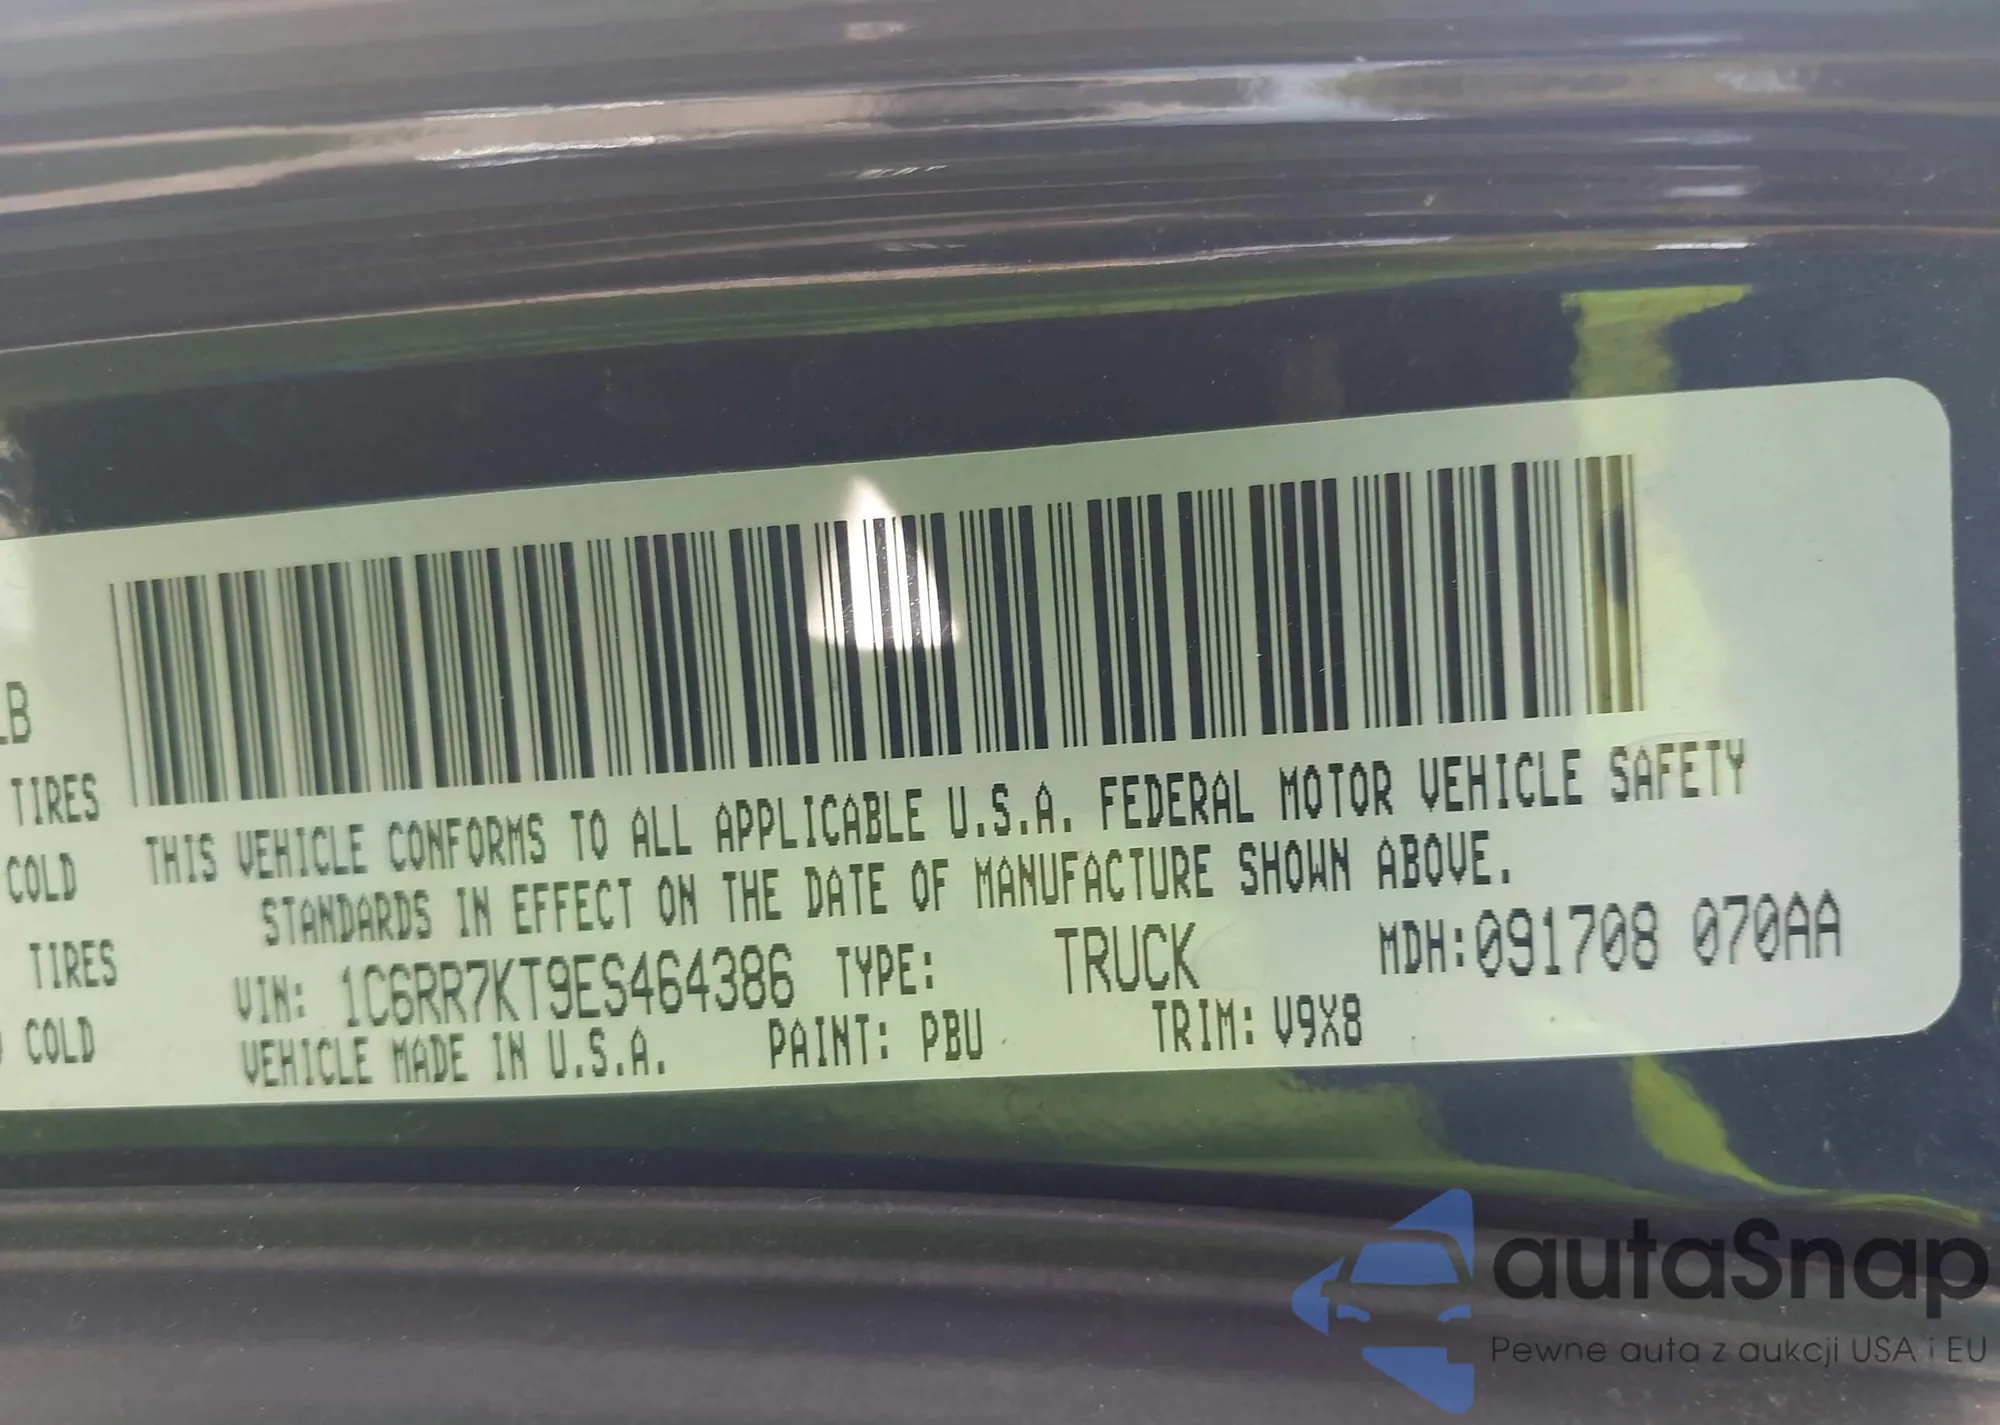 LB
TIRES
COLD
TIRES
COLD
THIS VEHICLE CONFORMS TO ALL APPLICABLE U.S.A. FEDERAL MOTOR VEHICLE SAFETY
STANDARDS IN EFFECT ON THE DATE OF MANUFACTURE SHOWN ABOVE.
VIN: 1C6RR7KT9ES464386 TYPE: TRUCK MDH:091708 070AA
VEHICLE MADE IN U.S.A. PAINT: PBU TRIM: V9X8
autaSnap
Pewne auta z aukcji USA i EU